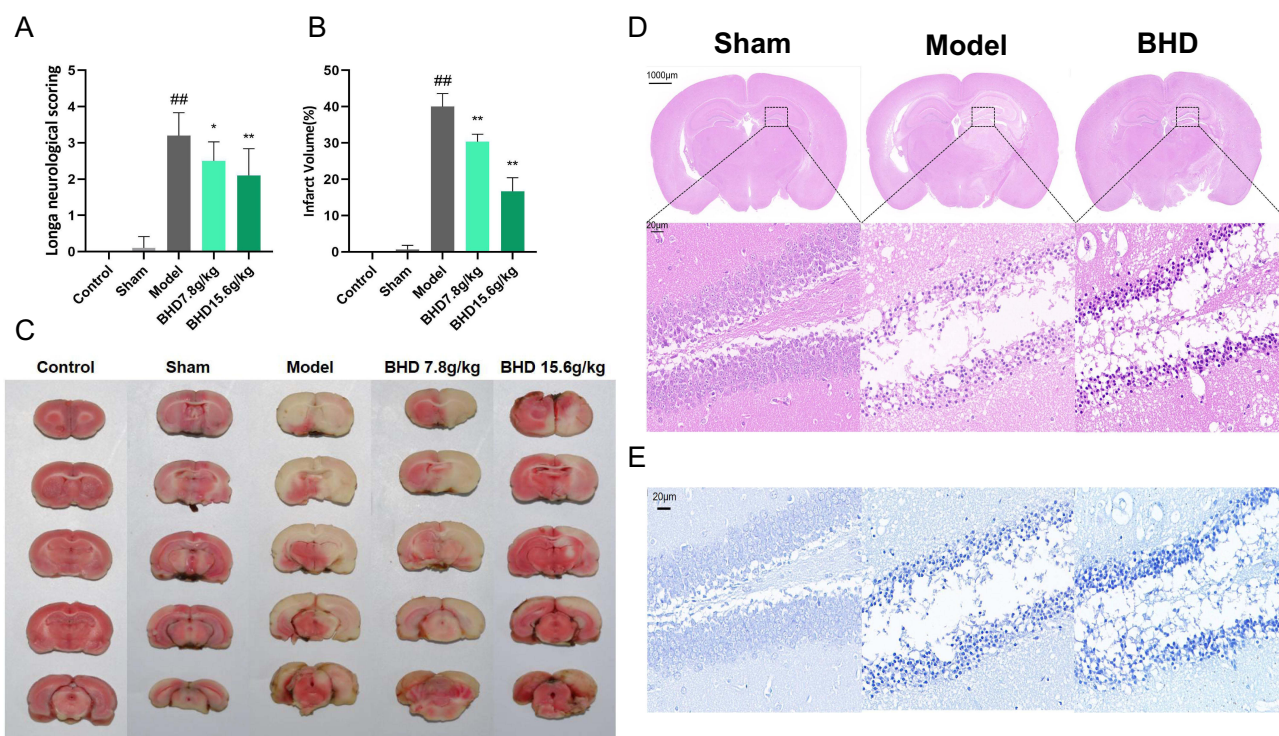 A
Longa neurological scoring
5
4
3
2
1
0
##
*
**
Control
Sham
Model
BHD7.8g/kg
BHD15.6g/kg
B
Infarct Volume(%)
50
40
30
20
10
0
##
**
**
Control
Sham
Model
BHD7.8g/kg
BHD15.6g/kg
C
Control Sham Model BHD 7.8g/kg BHD 15.6g/kg
D
Sham Model BHD
1000μm
20μm
E
20μm